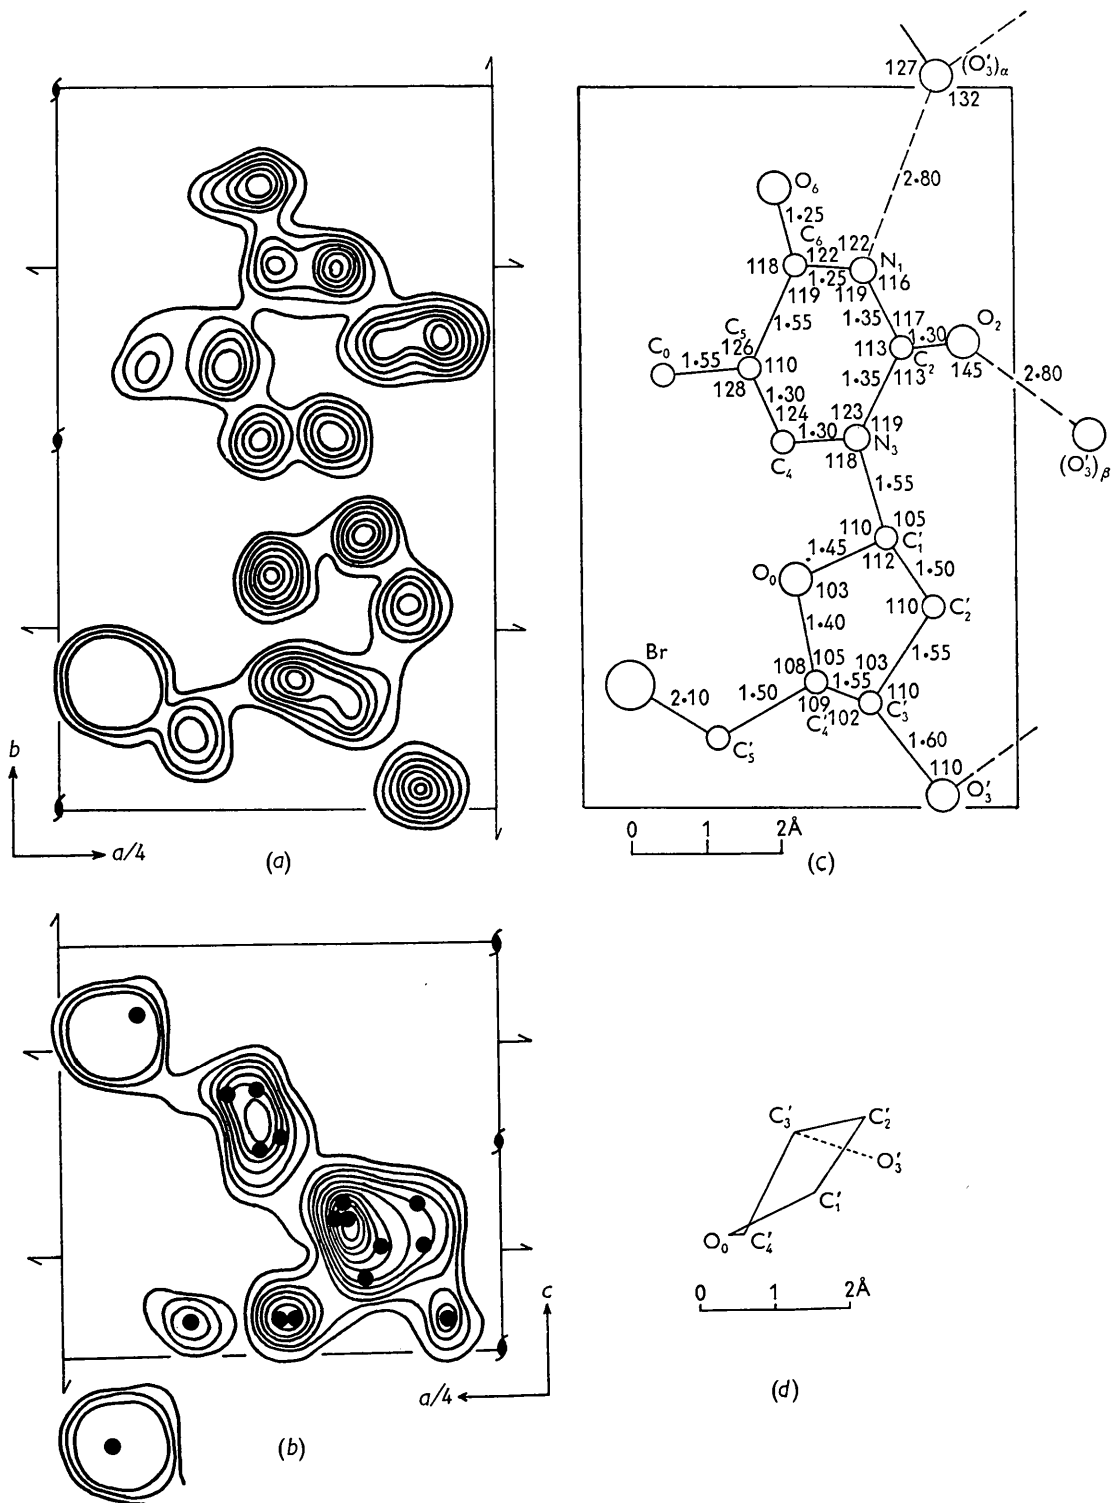 b
a/4
(a)
127
(O′₃)α
132
2·80
O₆
1·25
C₆
122
122
N₁
118
1·25
116
119
119
1·55
1·35
117
O₂
C₅
1·30
126
113
C₂
145
2·80
C₀
1·55
110
113
128
1·35
1·30
124
123
119
1·30
N₃
C₄
118
(O′₃)β
1·55
110
105
C′₁
1·45
112
O₀
103
1·50
110
C′₂
1·40
Br
108
105
103
1·55
2·10
1·50
1·55
110
109
C′₃
C′₄
102
C′₅
1·60
110
O′₃
0 1 2Å
(c)
c
a/4
(b)
C′₃
C′₂
O′₃
C′₁
O₀
C′₄
0 1 2Å
(d)